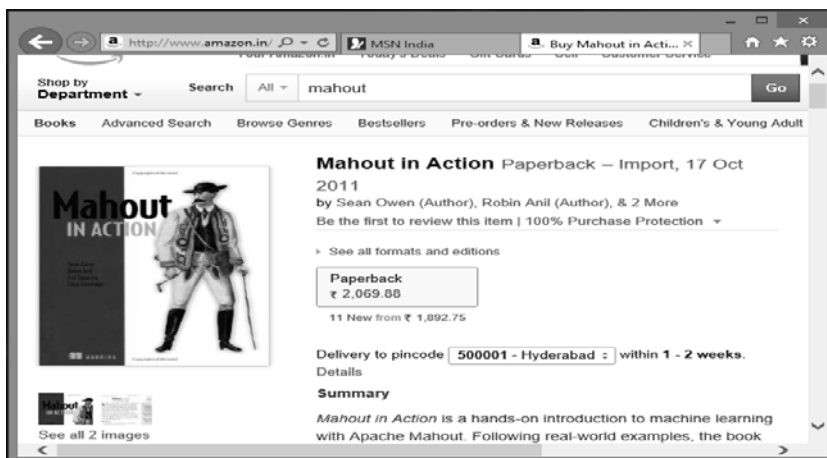 http://www.amazon.in/
MSN India
Buy Mahout in Acti...
Shop by
Department
Search
All
mahout
Go
Books Advanced Search Browse Genres Bestsellers Pre-orders & New Releases Children's & Young Adult
Mahout
IN ACTION
MANNING
Mahout in Action Paperback – Import, 17 Oct
2011
by Sean Owen (Author), Robin Anil (Author), & 2 More
Be the first to review this item | 100% Purchase Protection
See all formats and editions
Paperback
₹ 2,069.88
11 New from ₹ 1,892.75
Delivery to pincode 500001 - Hyderabad within 1 - 2 weeks.
Details
Summary
Mahout in Action is a hands-on introduction to machine learning
with Apache Mahout. Following real-world examples, the book
See all 2 images